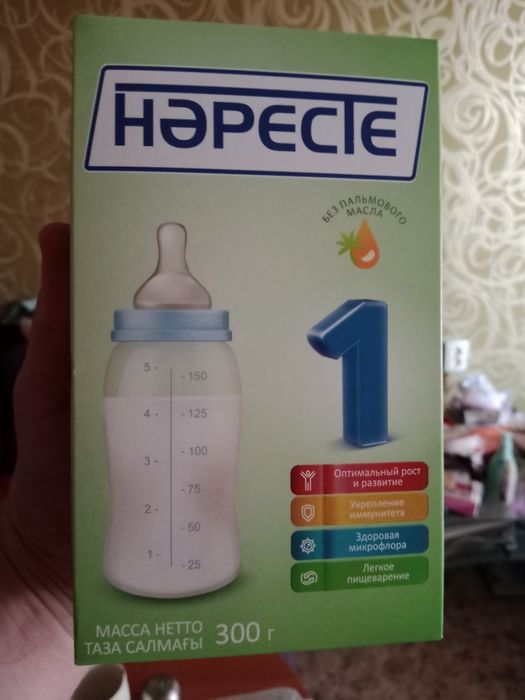 НӘРЕСТЕ
БЕЗ ПАЛЬМОВОГО
МАСЛА
1
5 -
- 150
4 -
- 125
- 100
3 -
- 75
2 -
- 50
1 -
- 25
Оптимальный рост
и развитие
Укрепление
иммунитета
Здоровая
микрофлора
Легкое
пищеварение
МАССА НЕТТО
ТАЗА САЛМАҒЫ
300 г